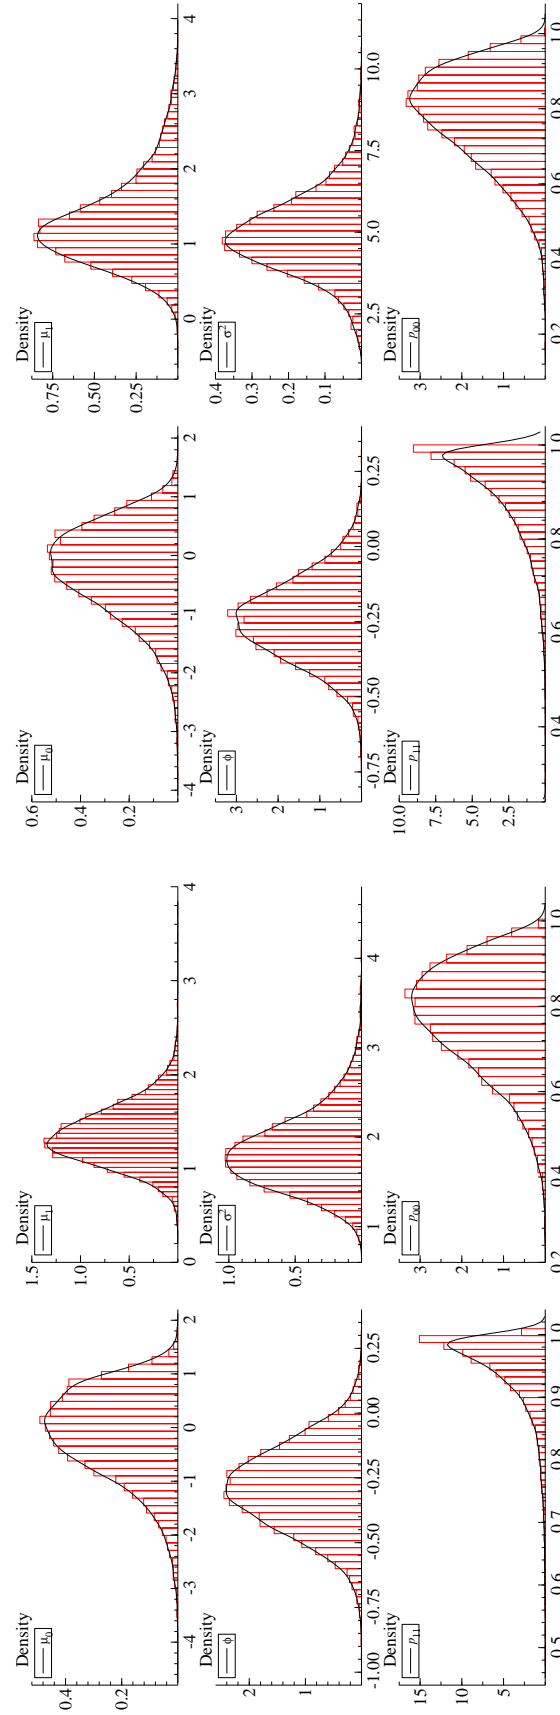 Density
μ₀
0.4
0.2
-4 -3 -2 -1 0 1 2
Density
μ₁
1.5
1.0
0.5
0 1 2 3 4
Density
μ₀
0.6
0.4
0.2
-4 -3 -2 -1 0 1 2
Density
μ₁
0.75
0.50
0.25
0 1 2 3 4
Density
ϕ
2
1
-1.00 -0.75 -0.50 -0.25 0.00 0.25
Density
σ²
1.0
0.5
1 2 3 4
Density
ϕ
3
2
1
-0.75 -0.50 -0.25 0.00 0.25
Density
σ²
0.4
0.3
0.2
0.1
2.5 5.0 7.5 10.0
Density
p₁₁
15
10
5
0.5 0.6 0.7 0.8 0.9 1.0
Density
p₀₀
3
2
1
0.2 0.4 0.6 0.8 1.0
Density
p₁₁
10.0
7.5
5.0
2.5
0.4 0.6 0.8 1.0
Density
p₀₀
3
2
1
0.2 0.4 0.6 0.8 1.0